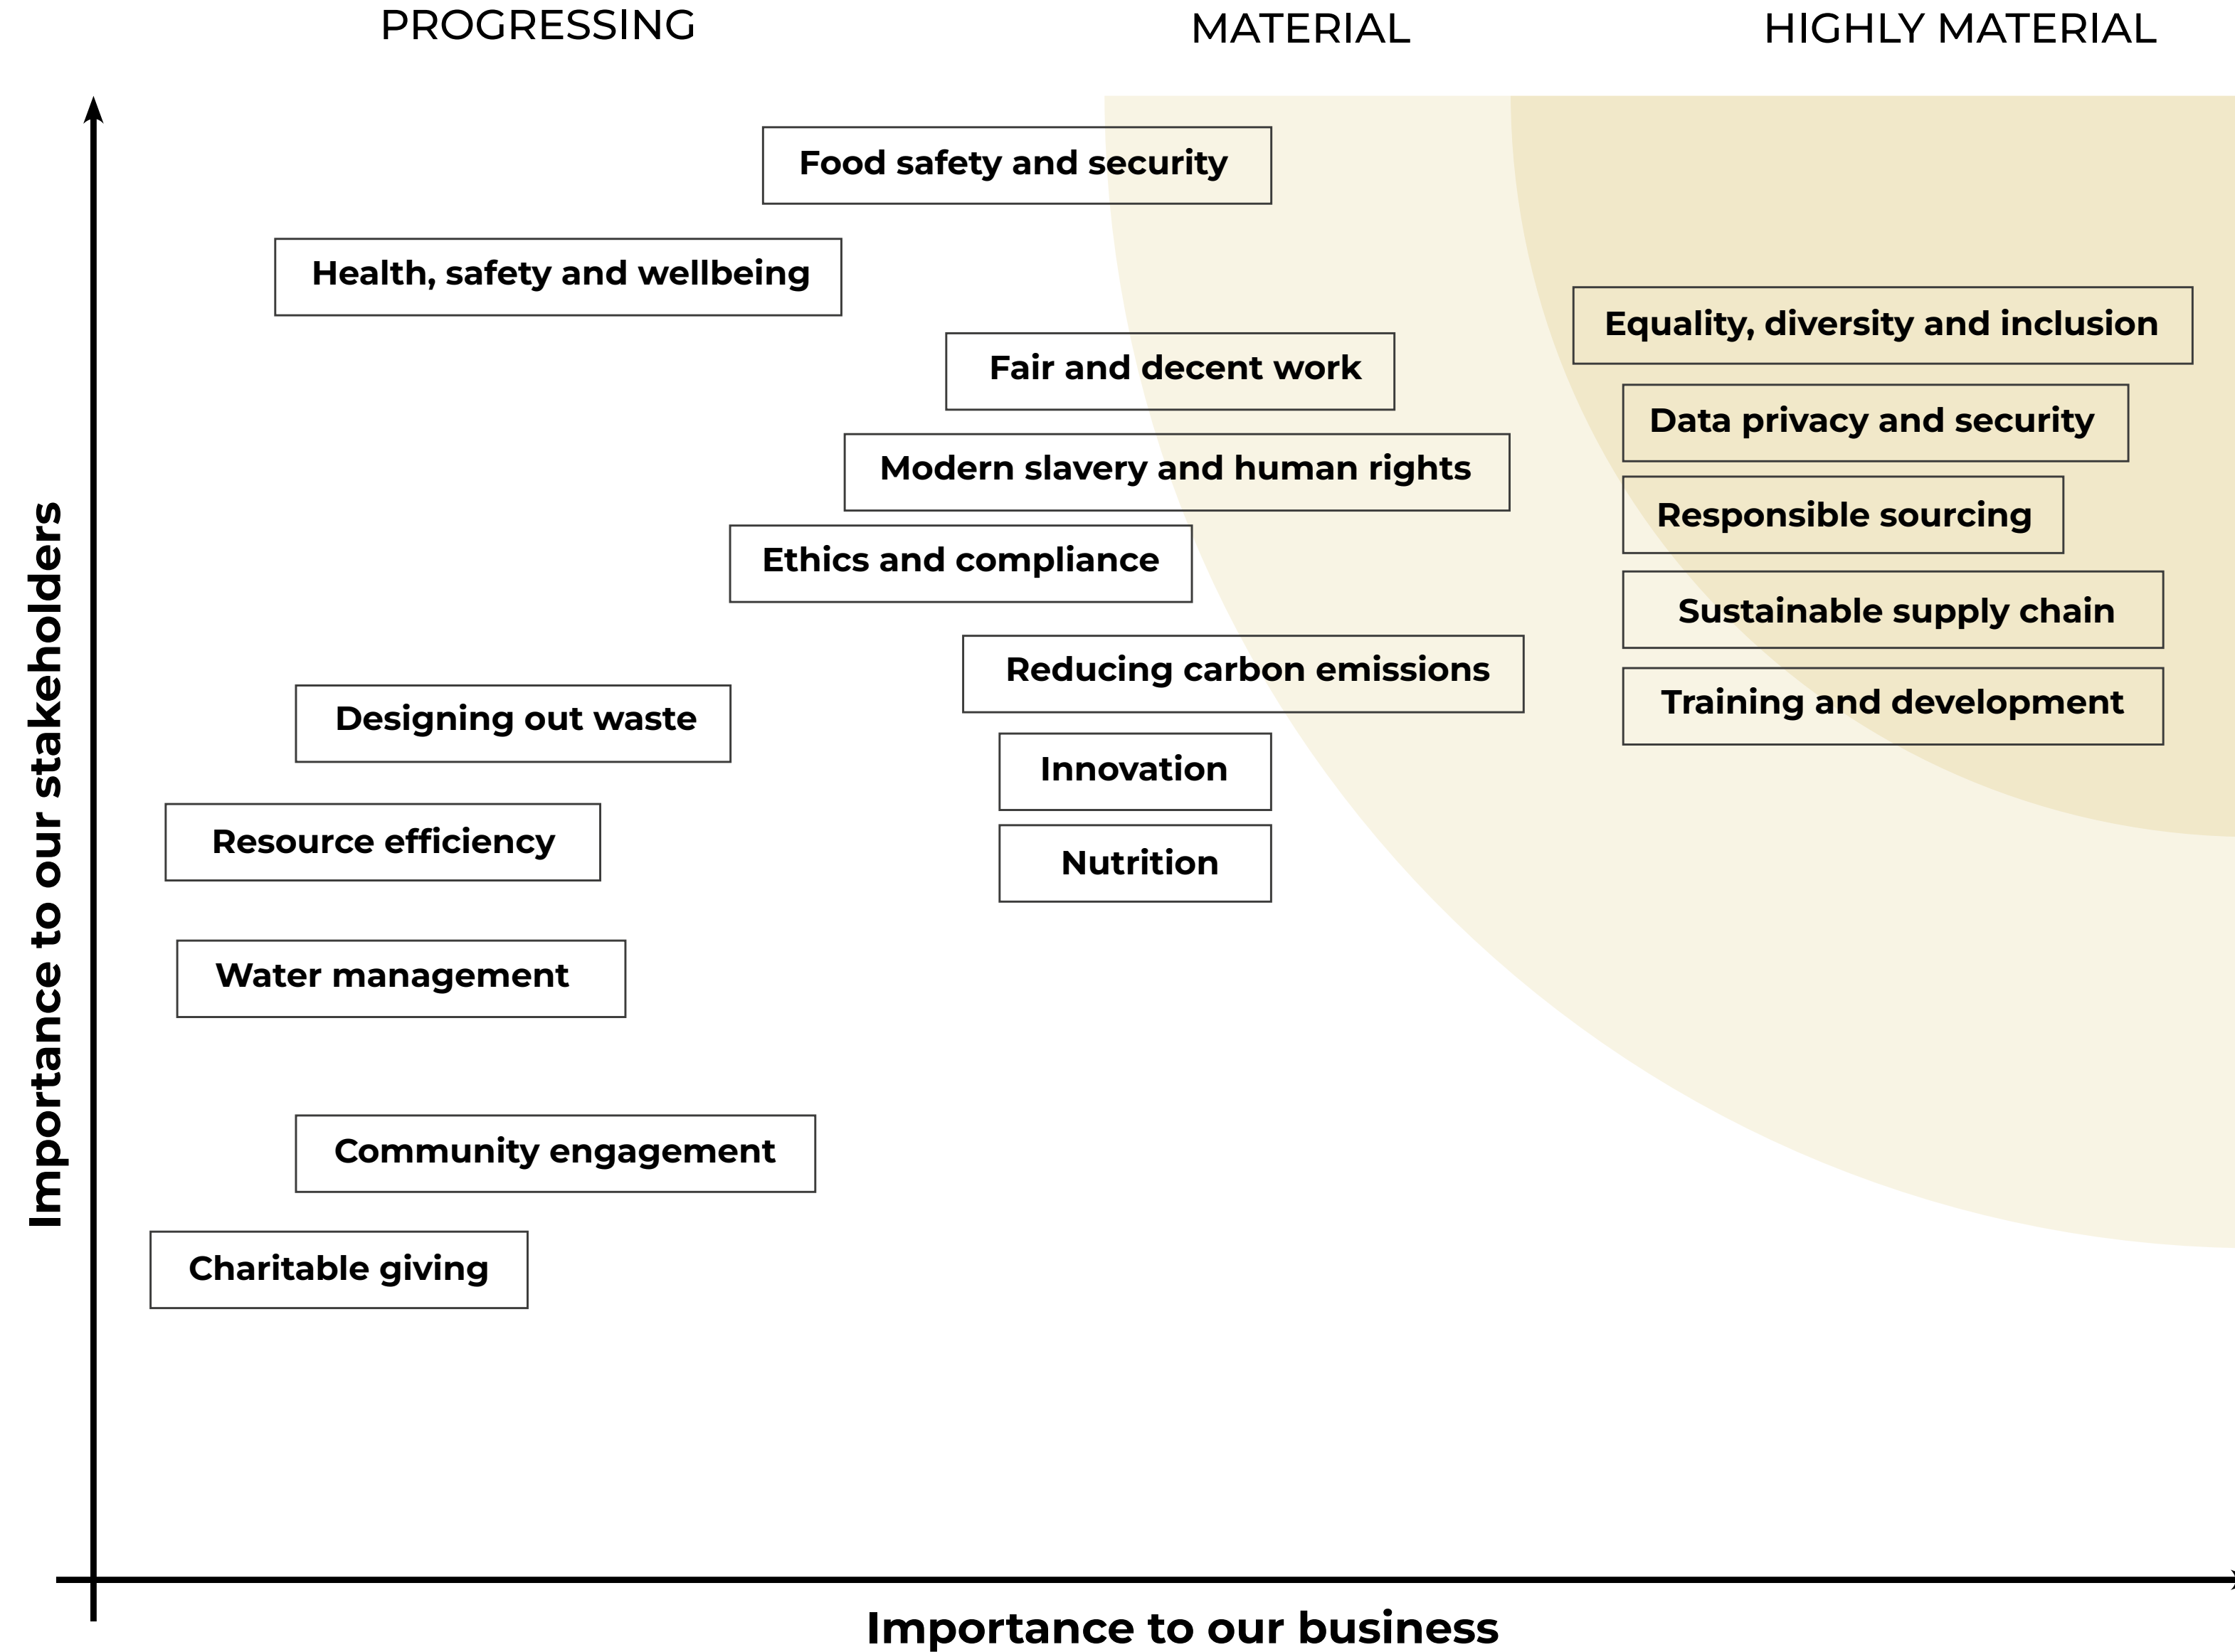 PROGRESSING
MATERIAL
HIGHLY MATERIAL
Food safety and security
Health, safety and wellbeing
Equality, diversity and inclusion
Fair and decent work
Data privacy and security
Modern slavery and human rights
Responsible sourcing
Ethics and compliance
Sustainable supply chain
Reducing carbon emissions
Training and development
Designing out waste
Innovation
Resource efficiency
Nutrition
Water management
Community engagement
Charitable giving
Importance to our stakeholders
Importance to our business